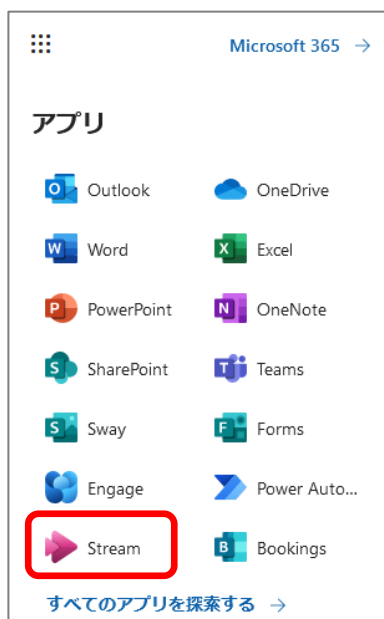 Microsoft 365 →
アプリ
Outlook OneDrive
Word Excel
PowerPoint OneNote
SharePoint Teams
Sway Forms
Engage Power Auto...
Stream Bookings
すべてのアプリを探索する →